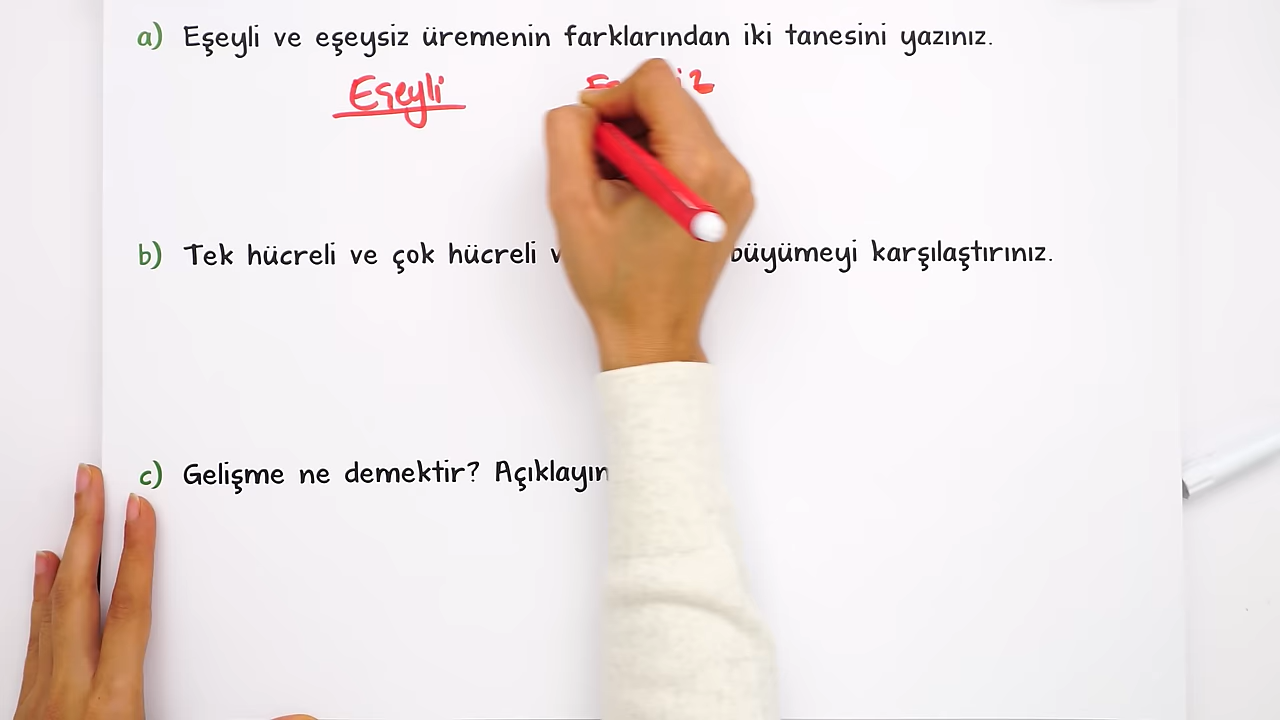 a) Eşeyli ve eşeysiz üremenin farklarından iki tanesini yazınız.
Eşeyli
b) Tek hücreli ve çok hücreli büyümeyi karşılaştırınız.
c) Gelişme ne demektir?